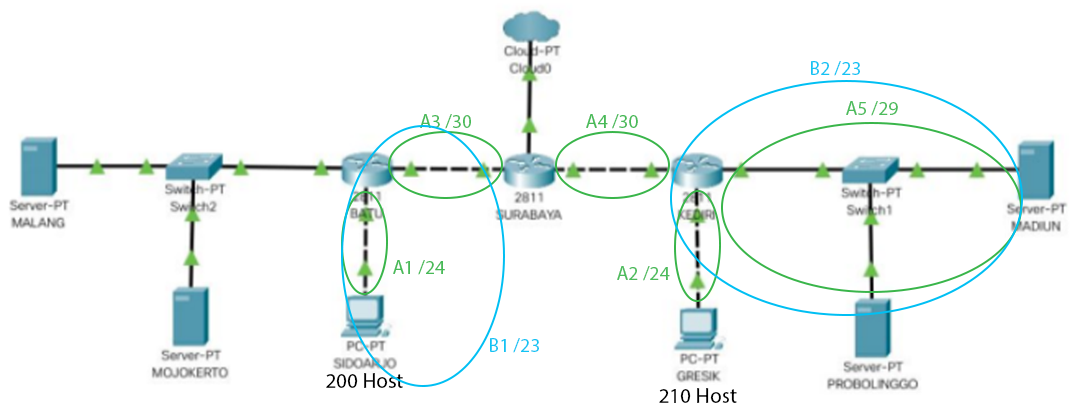 Cloud-PT
Cloud0
B2 /23
A3 /30
A4 /30
A5 /29
Switch-PT
Switch2
2811
BATU
2811
SURABAYA
2811
KEDIRI
Switch-PT
Switch1
Server-PT
MALANG
Server-PT
MADIUN
A1 /24
A2 /24
B1 /23
Server-PT
MOJOKERTO
PC-PT
SIDOARJO
200 Host
PC-PT
GRESIK
210 Host
Server-PT
PROBOLINGGO